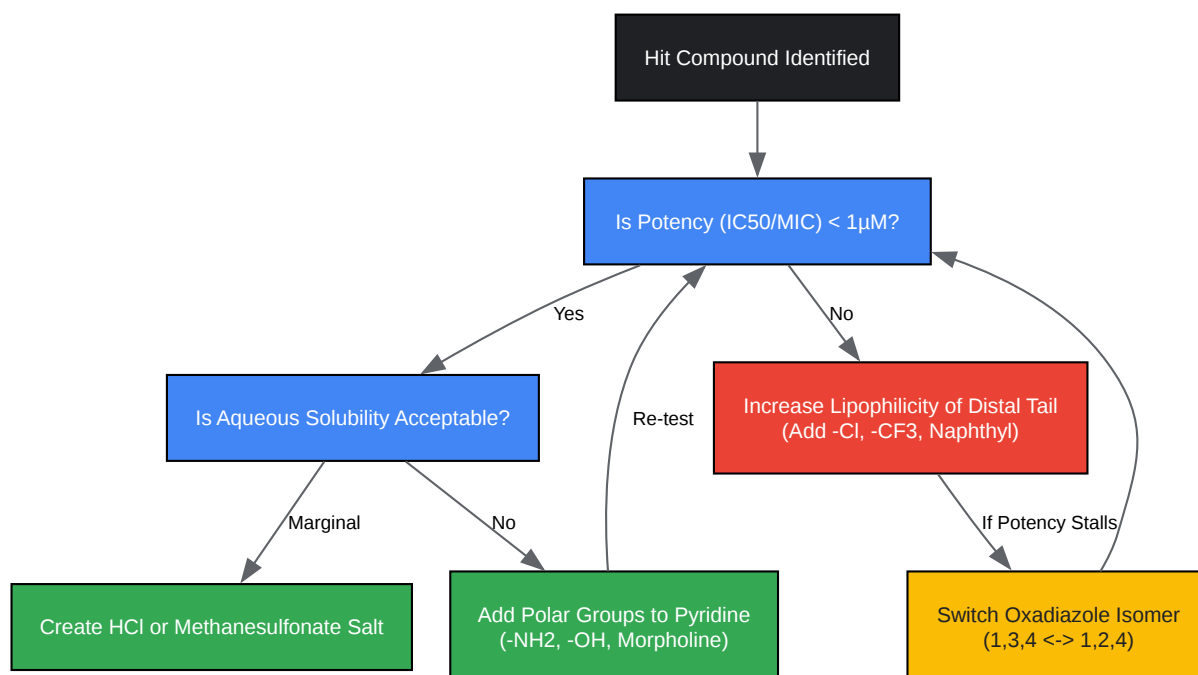 Hit Compound Identified
Is Potency (IC50/MIC) < 1µM?
Yes
No
Is Aqueous Solubility Acceptable?
Increase Lipophilicity of Distal Tail
(Add -Cl, -CF3, Naphthyl)
Re-test
Marginal
No
If Potency Stalls
Create HCl or Methanesulfonate Salt
Add Polar Groups to Pyridine
(-NH2, -OH, Morpholine)
Switch Oxadiazole Isomer
(1,3,4 <-> 1,2,4)